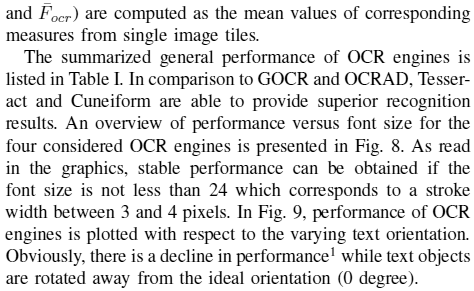 and F̄ocr) are computed as the mean values of corresponding
measures from single image tiles.
The summarized general performance of OCR engines is
listed in Table I. In comparison to GOCR and OCRAD, Tesser-
act and Cuneiform are able to provide superior recognition
results. An overview of performance versus font size for the
four considered OCR engines is presented in Fig. 8. As read
in the graphics, stable performance can be obtained if the
font size is not less than 24 which corresponds to a stroke
width between 3 and 4 pixels. In Fig. 9, performance of OCR
engines is plotted with respect to the varying text orientation.
Obviously, there is a decline in performance¹ while text objects
are rotated away from the ideal orientation (0 degree).